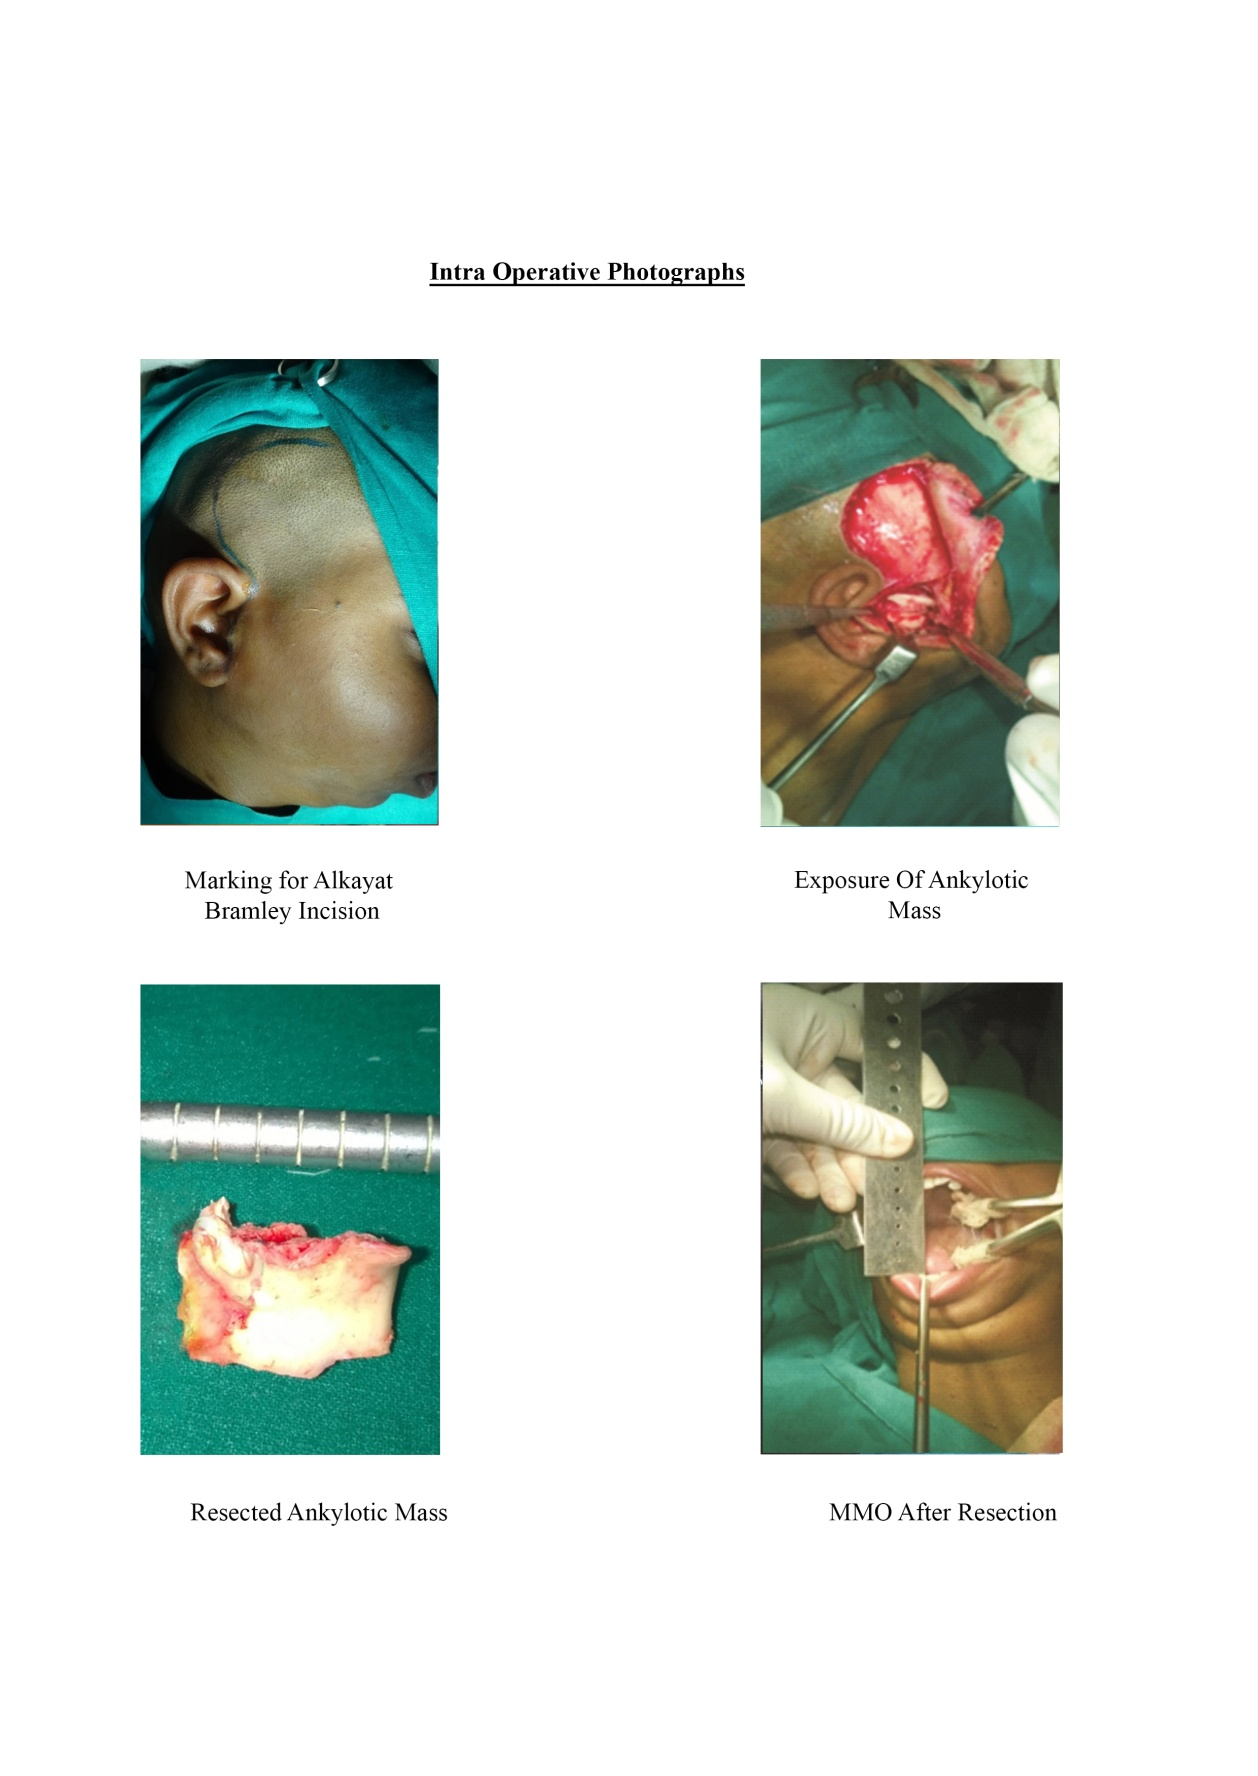 Intra Operative Photographs
Marking for Alkayat
Bramley Incision
Exposure Of Ankylotic
Mass
Resected Ankylotic Mass
MMO After Resection